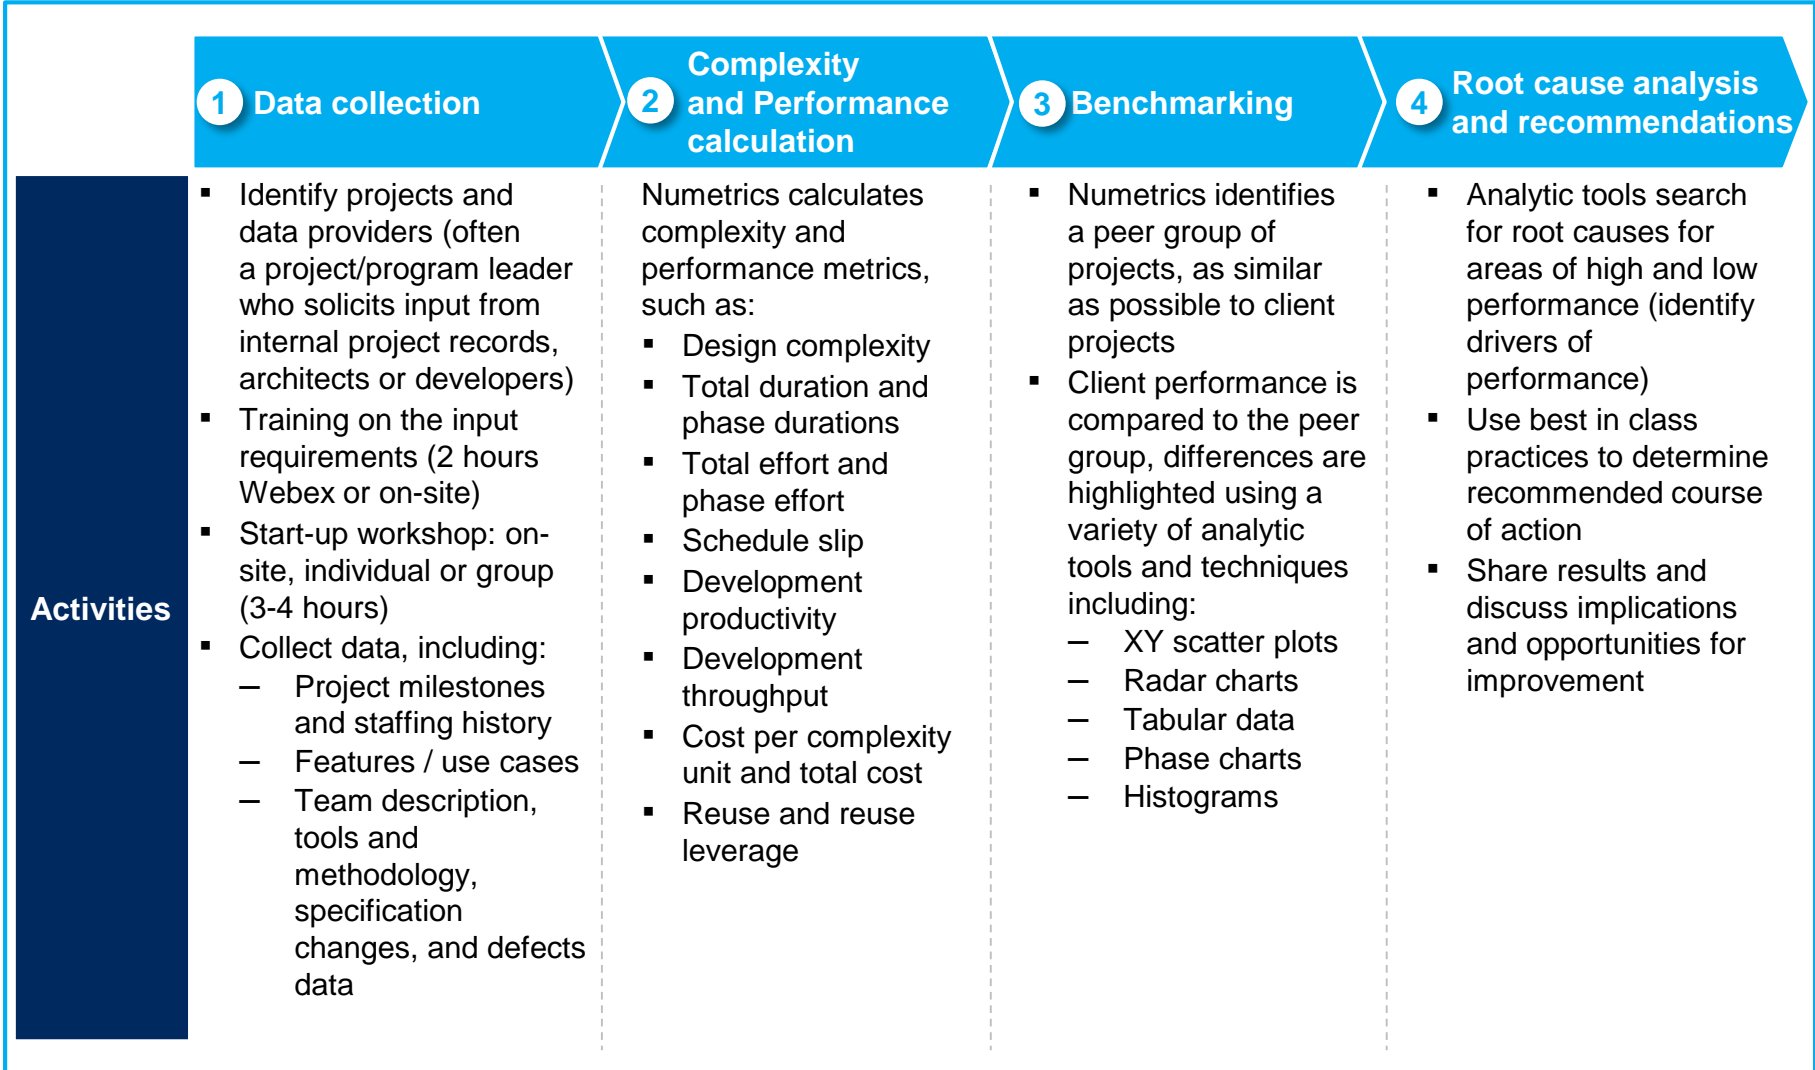 1 Data collection
2 Complexity
and Performance
calculation
3 Benchmarking
4 Root cause analysis
and recommendations
Activities
▪ Identify projects and
data providers (often
a project/program leader
who solicits input from
internal project records,
architects or developers)
▪ Training on the input
requirements (2 hours
Webex or on-site)
▪ Start-up workshop: on-
site, individual or group
(3-4 hours)
▪ Collect data, including:
– Project milestones
and staffing history
– Features / use cases
– Team description,
tools and
methodology,
specification
changes, and defects
data
Numetrics calculates
complexity and
performance metrics,
such as:
▪ Design complexity
▪ Total duration and
phase durations
▪ Total effort and
phase effort
▪ Schedule slip
▪ Development
productivity
▪ Development
throughput
▪ Cost per complexity
unit and total cost
▪ Reuse and reuse
leverage
▪ Numetrics identifies
a peer group of
projects, as similar
as possible to client
projects
▪ Client performance is
compared to the peer
group, differences are
highlighted using a
variety of analytic
tools and techniques
including:
– XY scatter plots
– Radar charts
– Tabular data
– Phase charts
– Histograms
▪ Analytic tools search
for root causes for
areas of high and low
performance (identify
drivers of
performance)
▪ Use best in class
practices to determine
recommended course
of action
▪ Share results and
discuss implications
and opportunities for
improvement